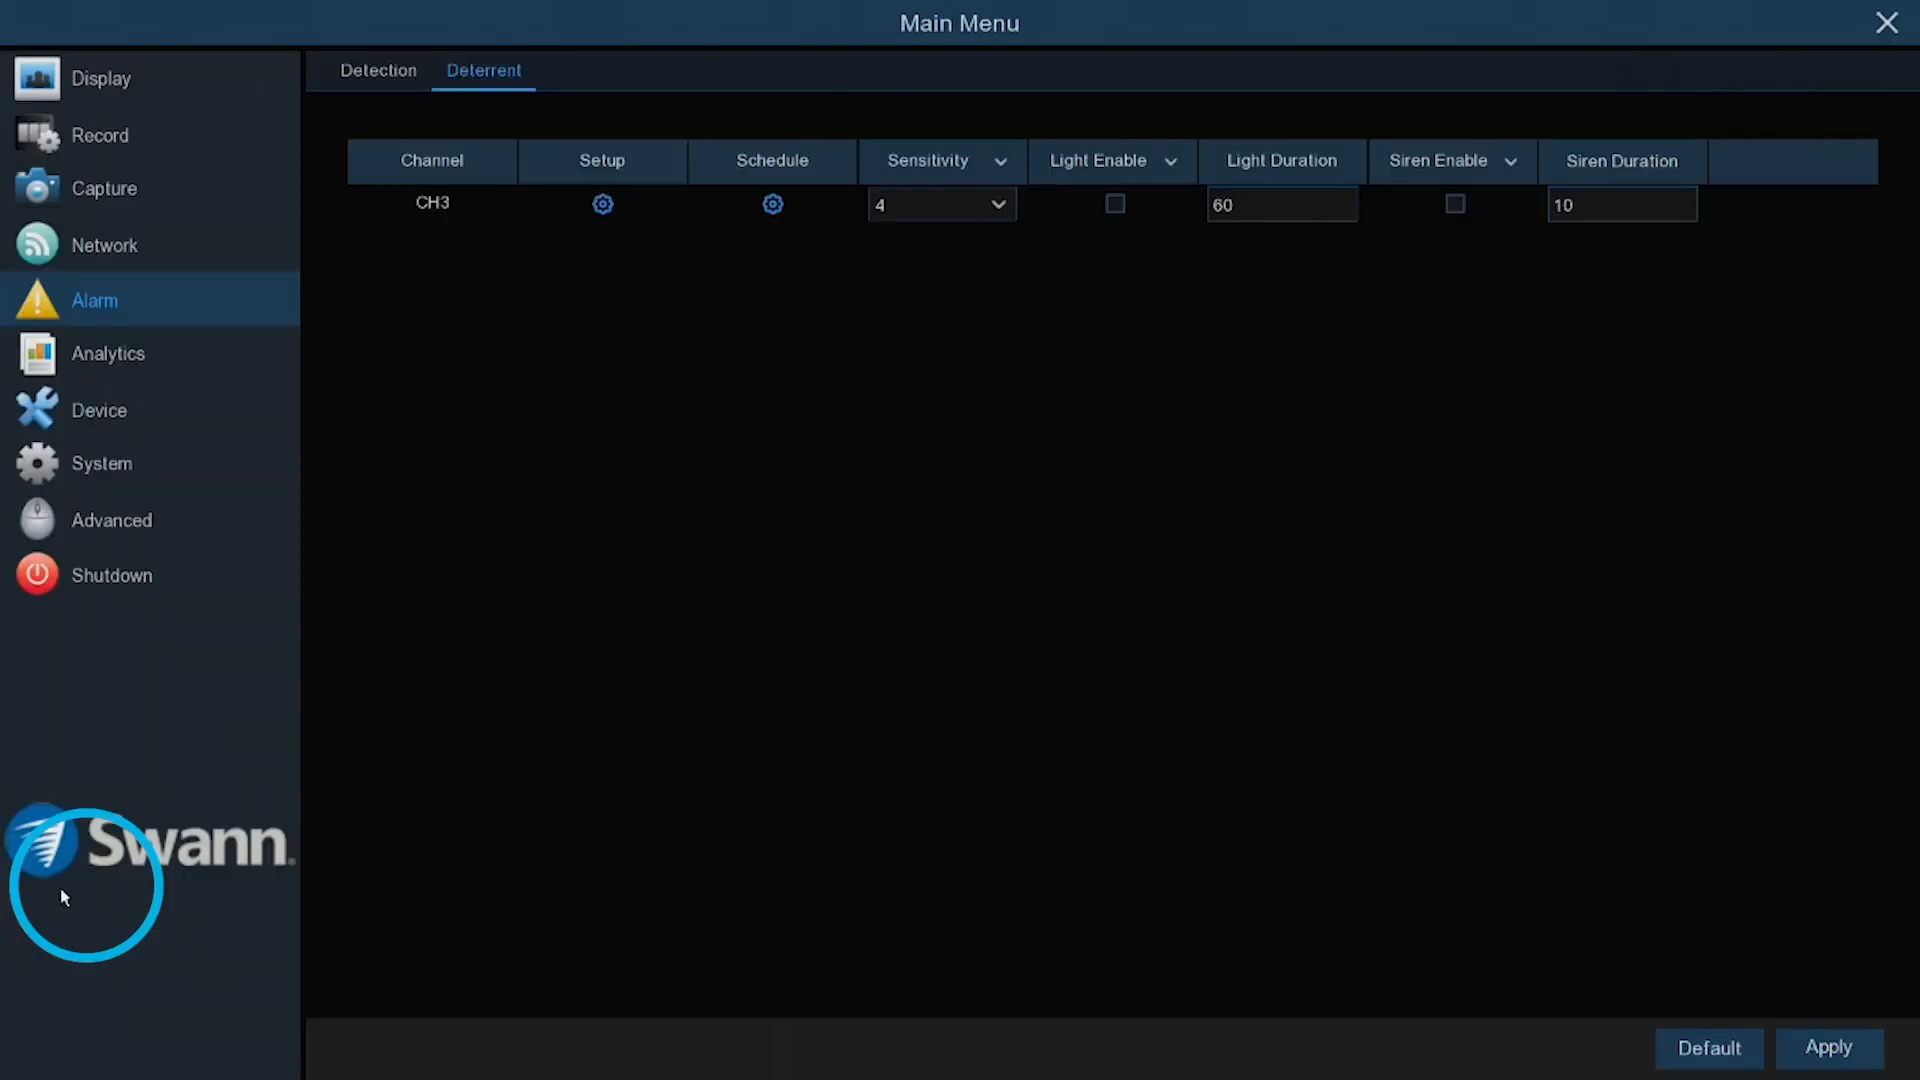 Main Menu
Display
Record
Capture
Network
Alarm
Analytics
Device
System
Advanced
Shutdown
Swann.
Detection Deterrent
Channel Setup Schedule Sensitivity Light Enable Light Duration Siren Enable Siren Duration
CH3 4 60 10
Default Apply